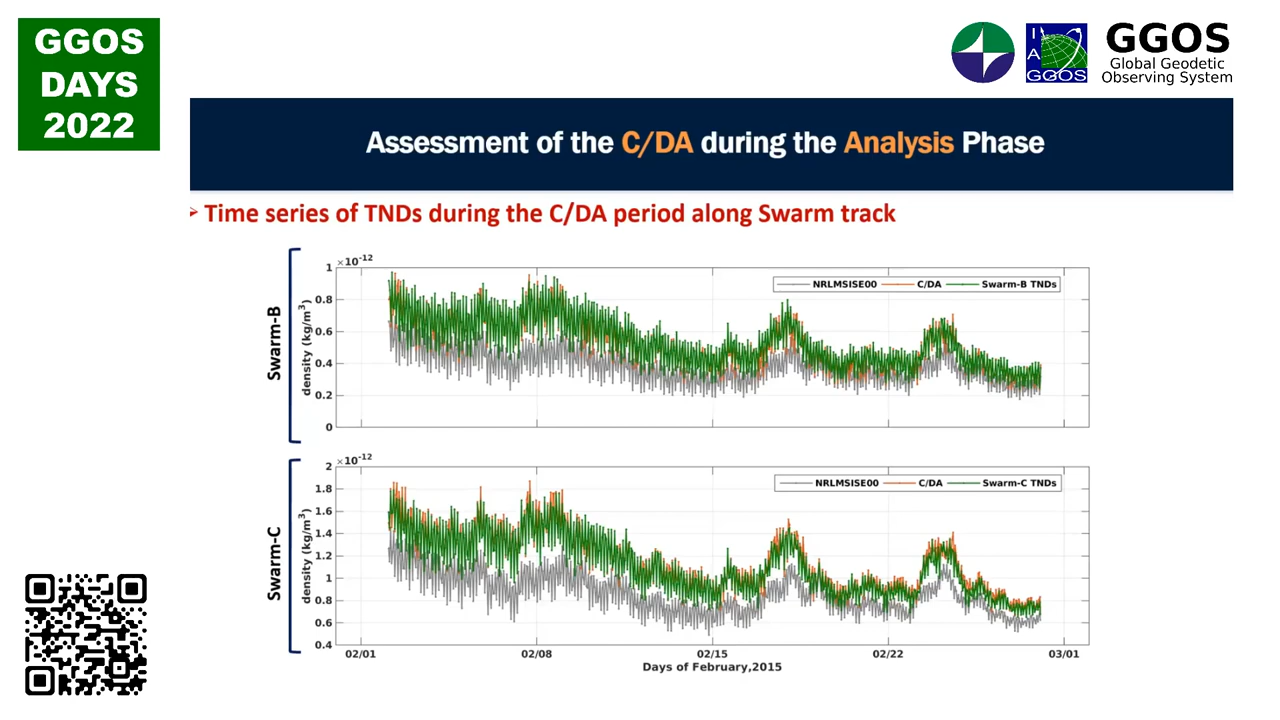 GGOS
DAYS
2022
I
A
GGOS
GGOS
Global Geodetic
Observing System
Assessment of the C/DA during the Analysis Phase
➢ Time series of TNDs during the C/DA period along Swarm track
Swarm-B
×10⁻¹²
density (kg/m³)
1
0.8
0.6
0.4
0.2
0
NRLMSISE00 C/DA Swarm-B TNDs
Swarm-C
×10⁻¹²
density (kg/m³)
2
1.8
1.6
1.4
1.2
1
0.8
0.6
0.4
NRLMSISE00 C/DA Swarm-C TNDs
02/01 02/08 02/15 02/22 03/01
Days of February,2015